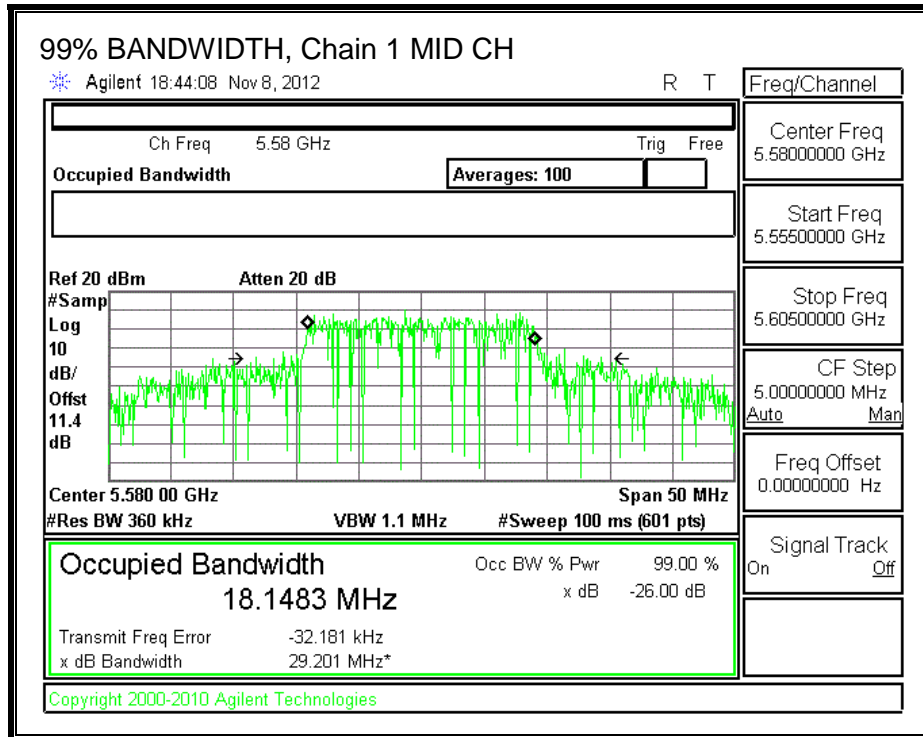 99% BANDWIDTH, Chain 1 MID CH
Agilent 18:44:08 Nov 8, 2012 R T
Freq/Channel
Ch Freq 5.58 GHz Trig Free
Occupied Bandwidth Averages: 100
Center Freq
5.58000000 GHz
Start Freq
5.55500000 GHz
Stop Freq
5.60500000 GHz
CF Step
5.00000000 MHz
Auto Man
Freq Offset
0.00000000 Hz
Signal Track
On Off
Ref 20 dBm Atten 20 dB
#Samp
Log
10
dB/
Offst
11.4
dB
Center 5.580 00 GHz Span 50 MHz
#Res BW 360 kHz VBW 1.1 MHz #Sweep 100 ms (601 pts)
Occupied Bandwidth Occ BW % Pwr 99.00 %
18.1483 MHz x dB -26.00 dB
Transmit Freq Error -32.181 kHz
x dB Bandwidth 29.201 MHz*
Copyright 2000-2010 Agilent Technologies